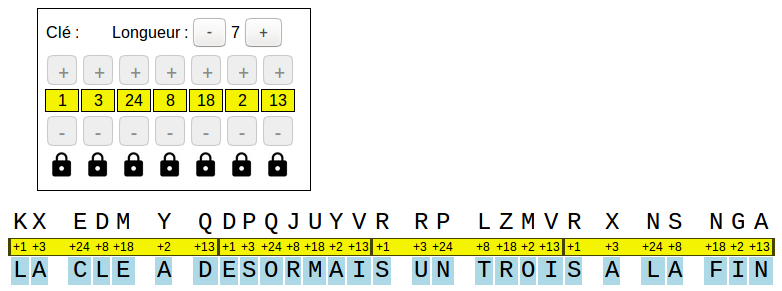 Clé : Longueur : - 7 +
+ + + + + + +
1 3 24 8 18 2 13
- - - - - - -
KX EDM Y QDPQJUYVR RP LZMVR X NS NGA
+1 +3 +24 +8 +18 +2 +13 +1 +3 +24 +8 +18 +2 +13 +1 +3 +24 +8 +18 +2 +13 +1 +3 +24 +8 +18 +2 +13
LA CLE A DESORMAIS UN TROIS A LA FIN